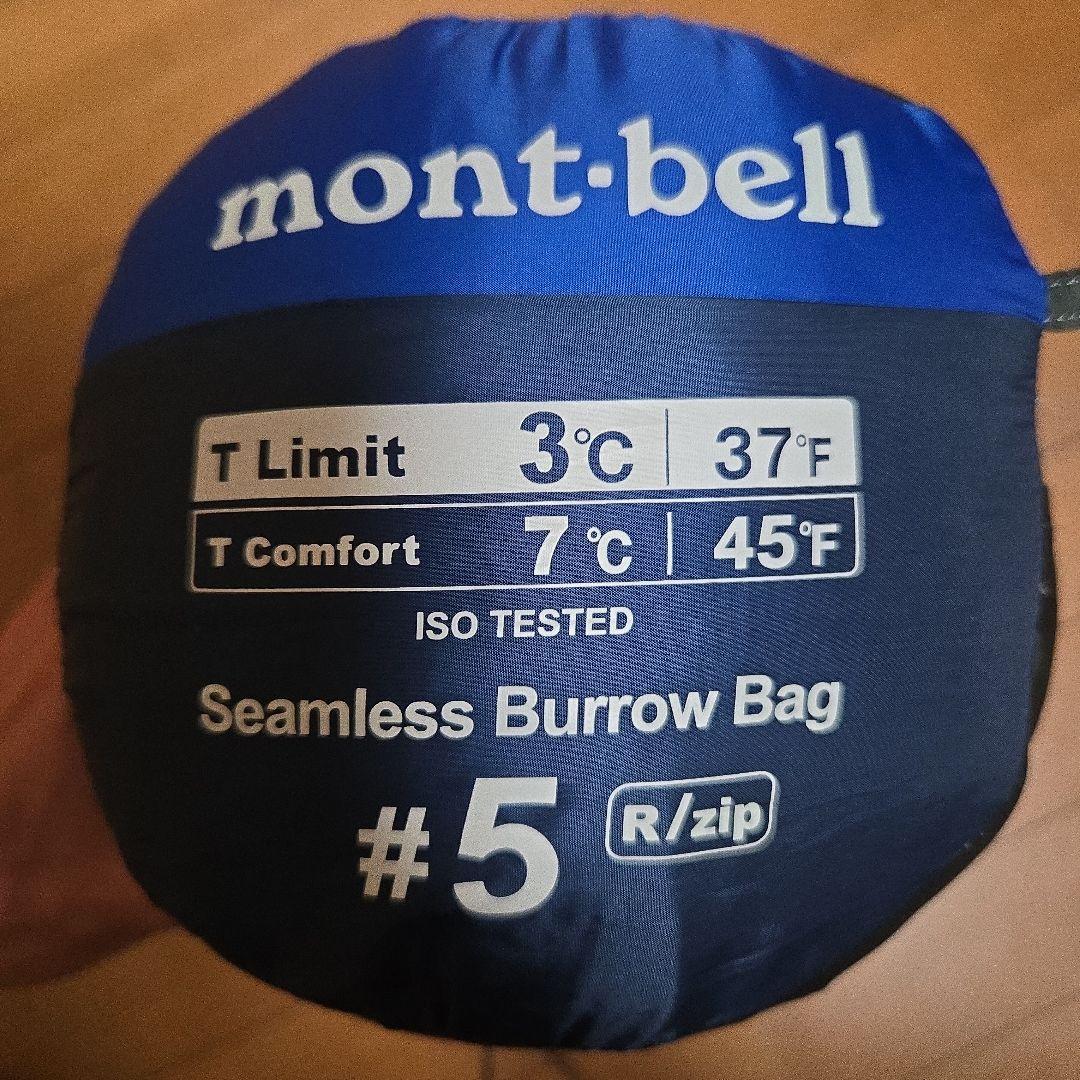 mont·bell
T Limit 3℃ | 37°F
T Comfort 7℃ | 45°F
ISO TESTED
Seamless Burrow Bag
#5 R/zip